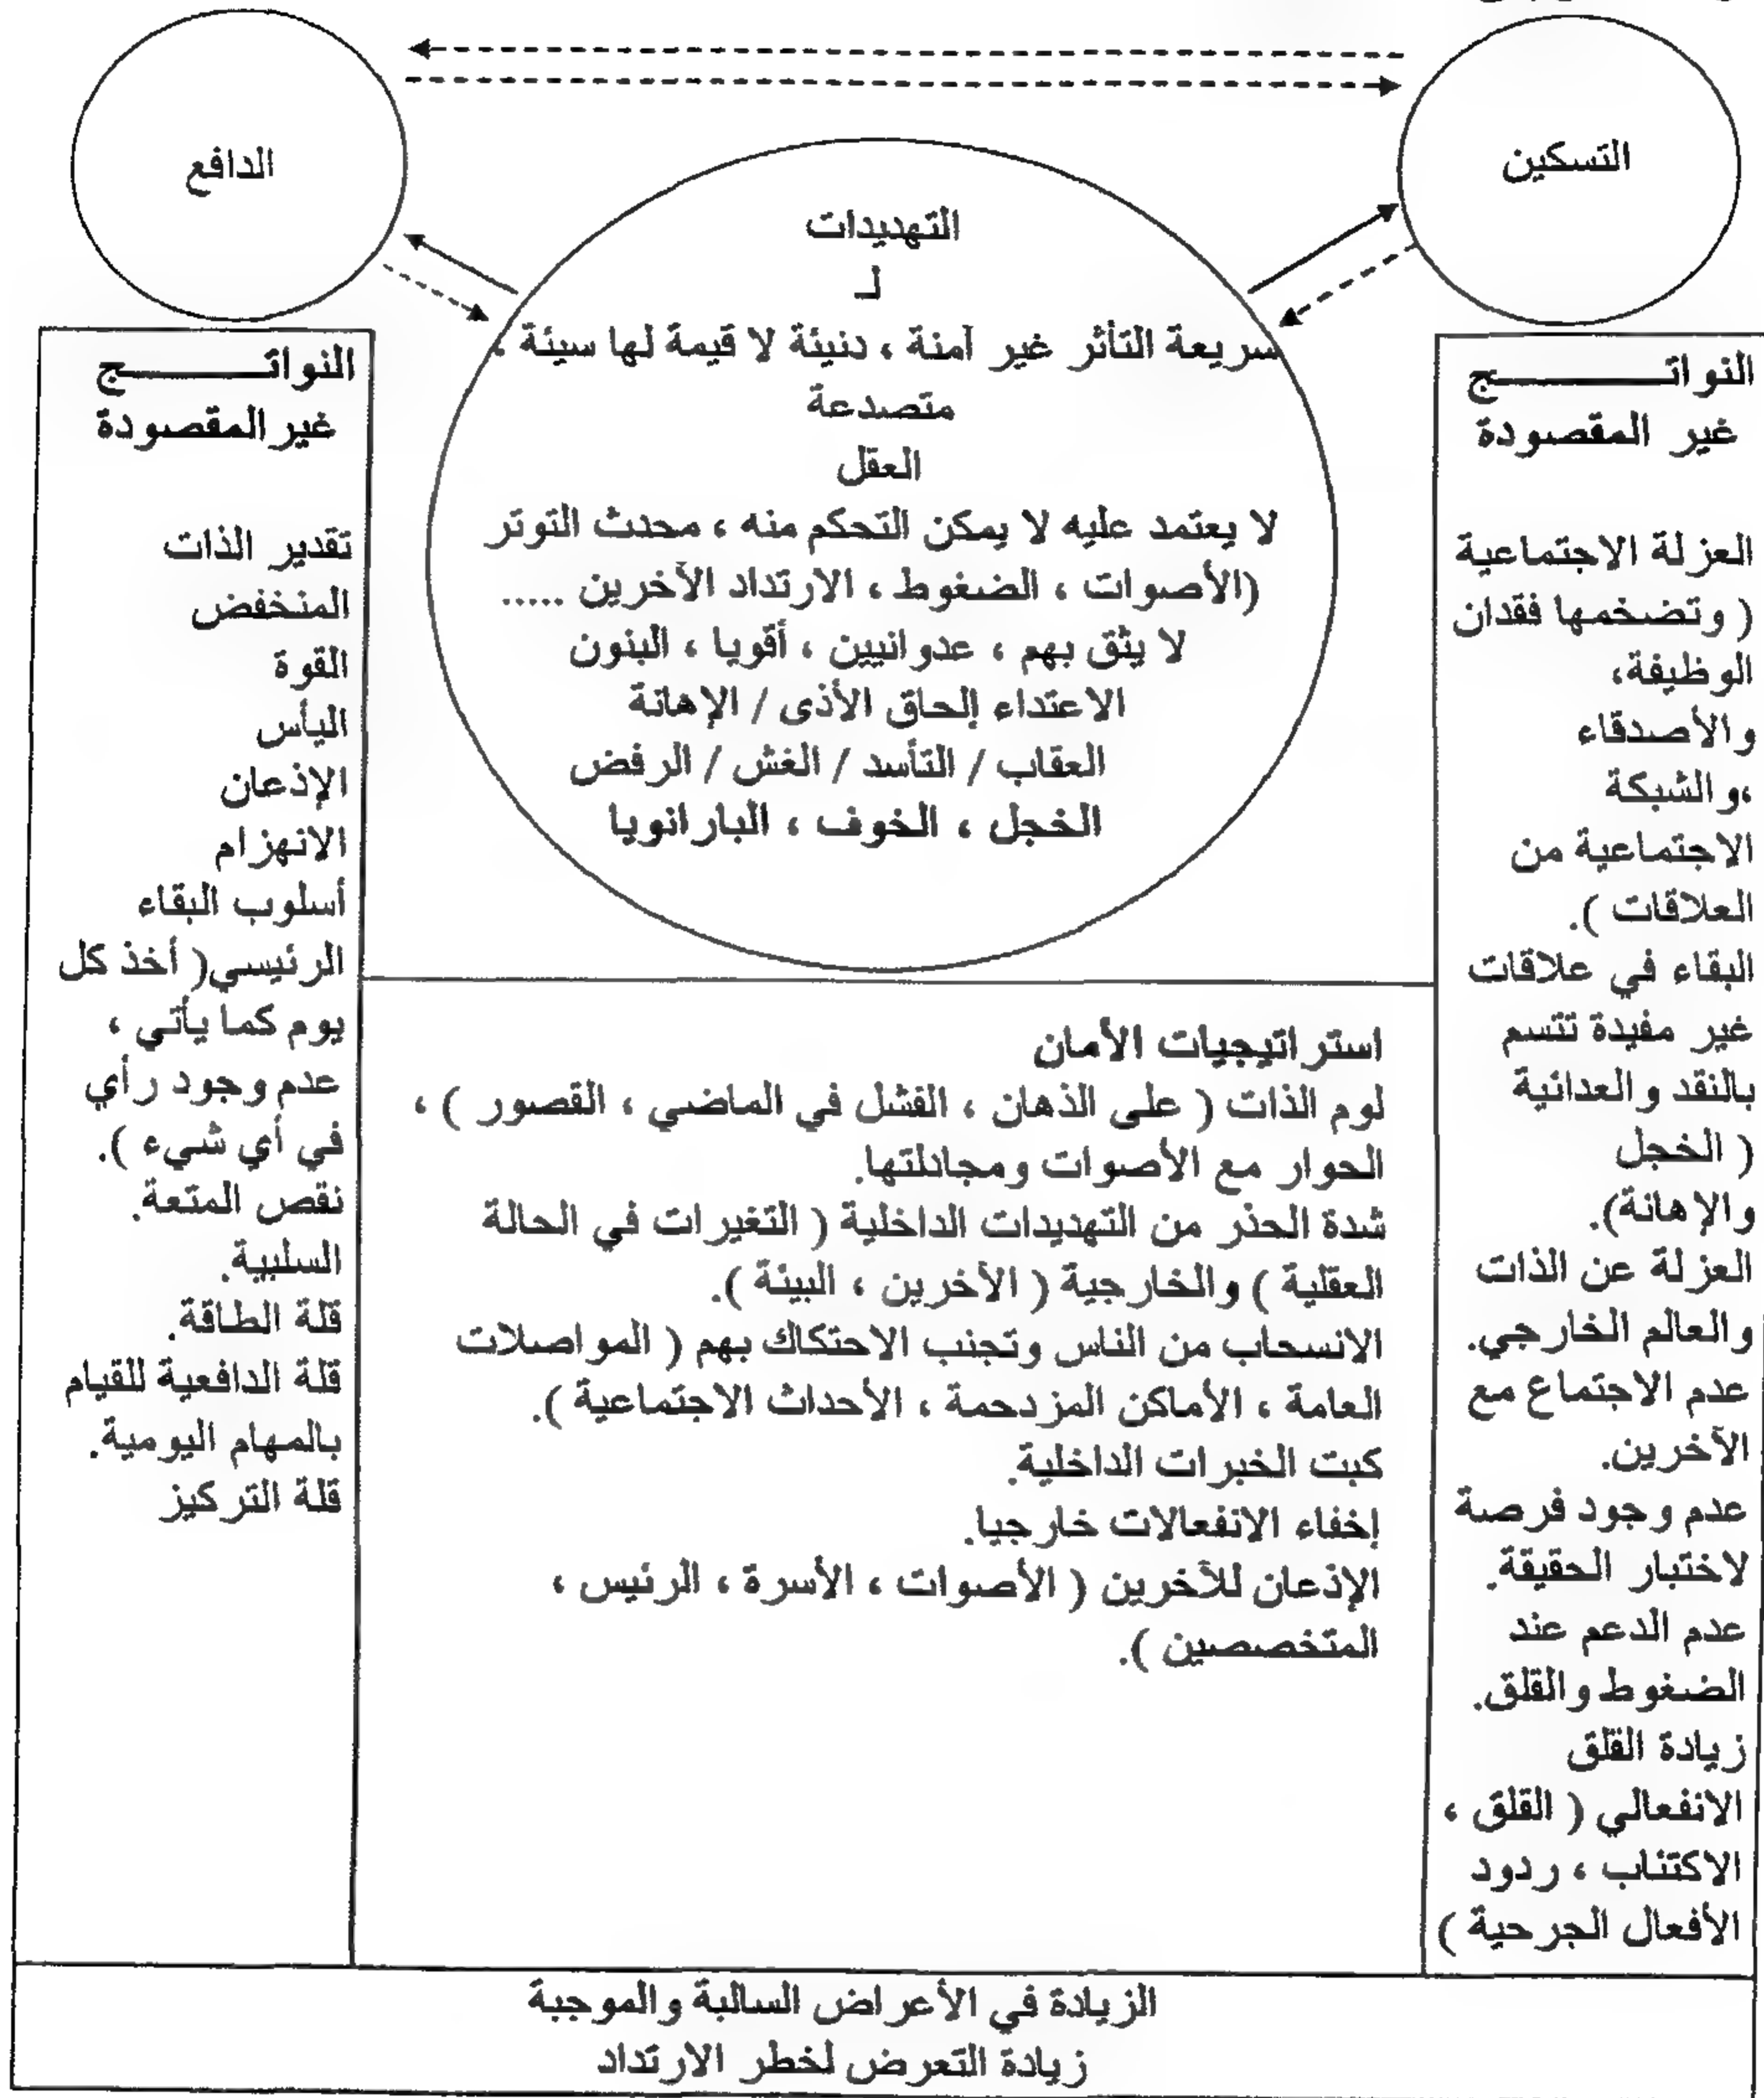 التسكين
الدافع
التهديدات
لـ
سريعة التأثر غير آمنة ، دنيئة لا قيمة لها سيئة ،
متصدعة
العقل
لا يعتمد عليه لا يمكن التحكم منه ، محدث التوتر
(الأصوات ، الضغوط ، الارتداد الآخرين .....
لا يثق بهم ، عدوانيين ، أقويا ، البنون
الاعتداء إلحاق الأذى / الإهانة
العقاب / التأسد / الغش / الرفض
الخجل ، الخوف ، البارانويا
النواتـــــــــج
غير المقصودة
العزلة الاجتماعية
( وتضخمها فقدان
الوظيفة،
والأصدقاء
،والشبكة
الاجتماعية من
العلاقات ).
البقاء في علاقات
غير مفيدة تتسم
بالنقد والعدائية
( الخجل
والإهانة).
العزلة عن الذات
والعالم الخارجي.
عدم الاجتماع مع
الآخرين.
عدم وجود فرصة
لاختبار الحقيقة.
عدم الدعم عند
الضغوط والقلق.
زيادة القلق
الانفعالي ( القلق ،
الاكتئاب ، ردود
الأفعال الجرحية )
استراتيجيات الأمان
لوم الذات ( على الذهان ، الفشل في الماضي ، القصور ) ،
الحوار مع الأصوات ومجادلتها.
شدة الحذر من التهديدات الداخلية ( التغيرات في الحالة
العقلية ) والخارجية ( الآخرين ، البيئة ).
الانسحاب من الناس وتجنب الاحتكاك بهم ( المواصلات
العامة ، الأماكن المزدحمة ، الأحداث الاجتماعية ).
كبت الخبرات الداخلية.
إخفاء الانفعالات خارجيا.
الإذعان للآخرين ( الأصوات ، الأسرة ، الرئيس ،
المتخصصين ).
النواتـــــــــج
غير المقصودة
تقدير الذات
المنخفض
القوة
اليأس
الإذعان
الانهزام
أسلوب البقاء
الرئيسي( أخذ كل
يوم كما يأتي ،
عدم وجود رأي
في أي شيء ).
نقص المتعة.
السلبية.
قلة الطاقة.
قلة الدافعية للقيام
بالمهام اليومية.
قلة التركيز
الزيادة في الأعراض السالبة والموجبة
زيادة التعرض لخطر الارتداد